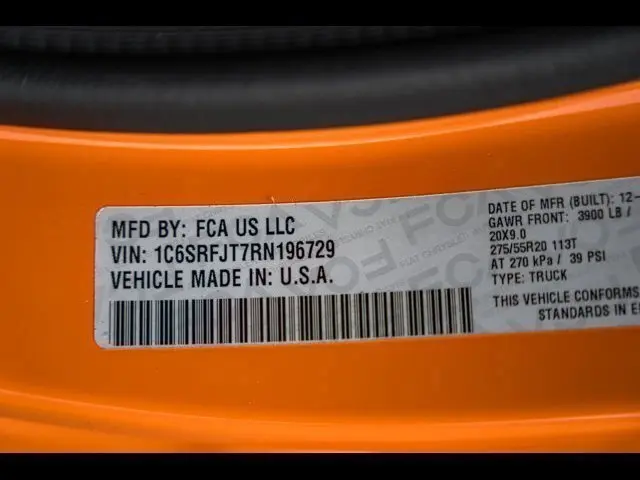 MFD BY: FCA US LLC
VIN: 1C6SRFJT7RN196729
VEHICLE MADE IN: U.S.A.
DATE OF MFR (BUILT): 12-
GAWR FRONT: 3900 LB /
20X9.0
275/55R20 113T
AT 270 kPa / 39 PSI
TYPE: TRUCK
THIS VEHICLE CONFORMS
STANDARDS IN E